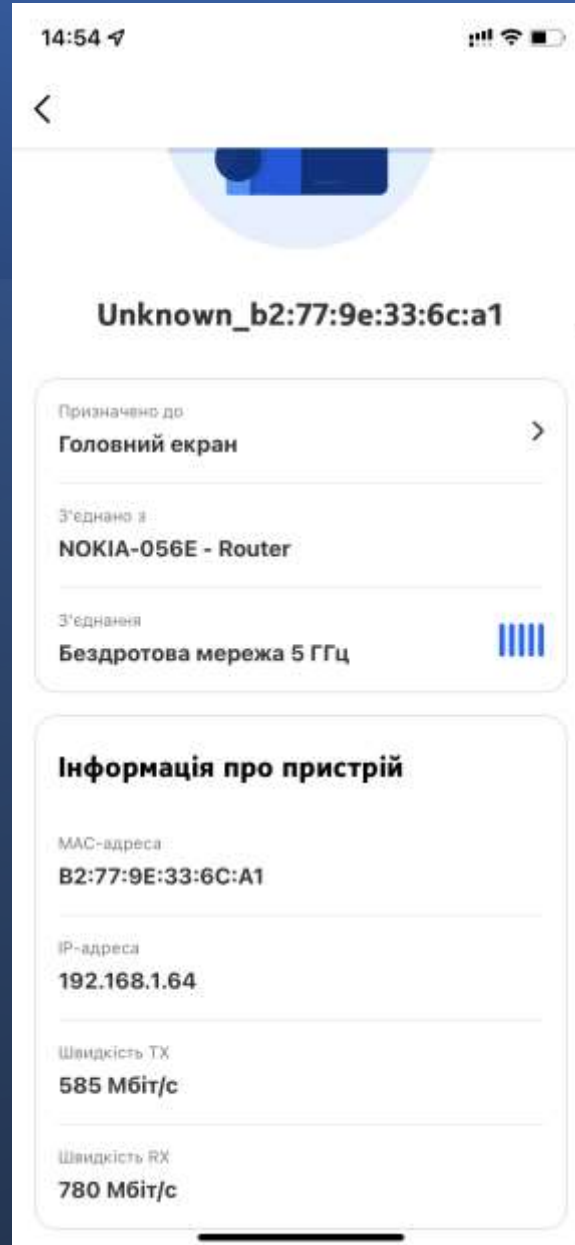 14:54
Unknown_b2:77:9e:33:6c:a1
Призначено до
Головний екран
З'єднано з
NOKIA-056E - Router
З'єднання
Бездротова мережа 5 ГГц
Інформація про пристрій
MAC-адреса
B2:77:9E:33:6C:A1
IP-адреса
192.168.1.64
Швидкість TX
585 Мбіт/с
Швидкість RX
780 Мбіт/с